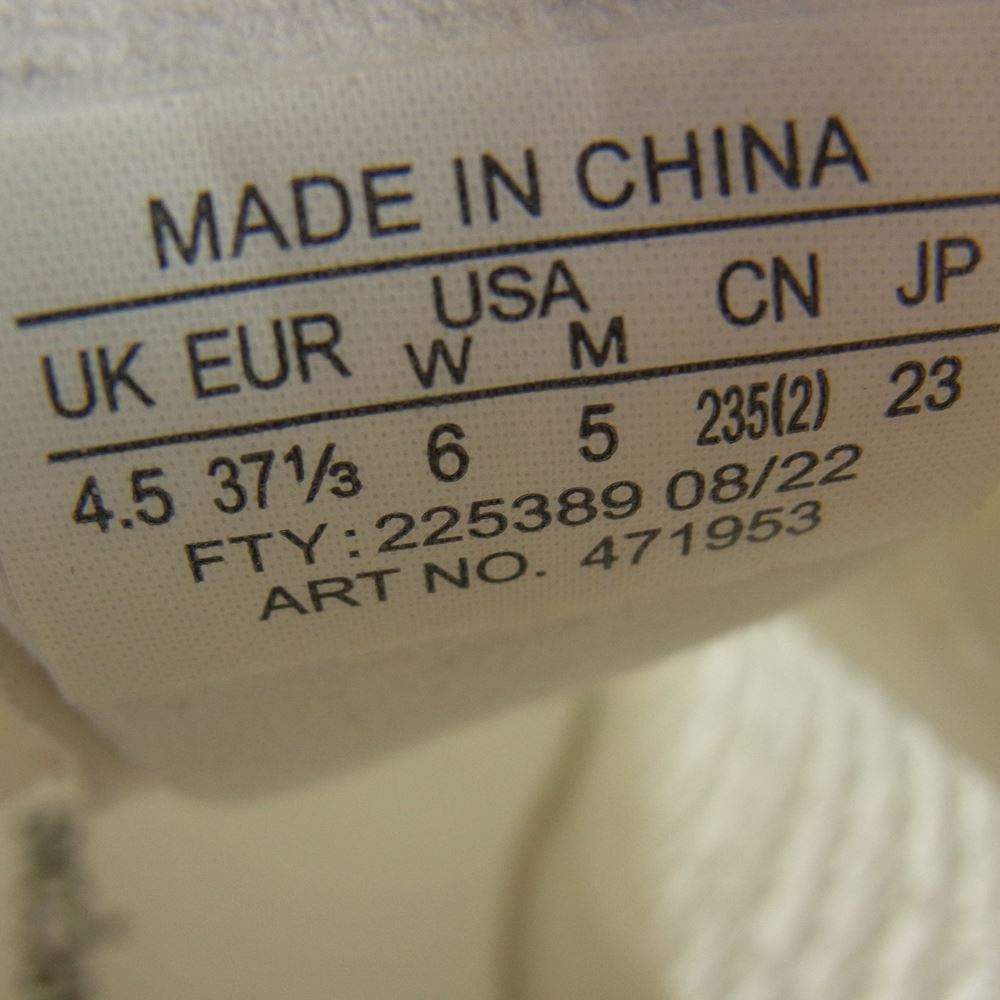 MADE IN CHINA
UK EUR USA CN JP
W M
4.5 37⅓ 6 5 235(2) 23
FTY: 225389 08/22
ART NO. 471953